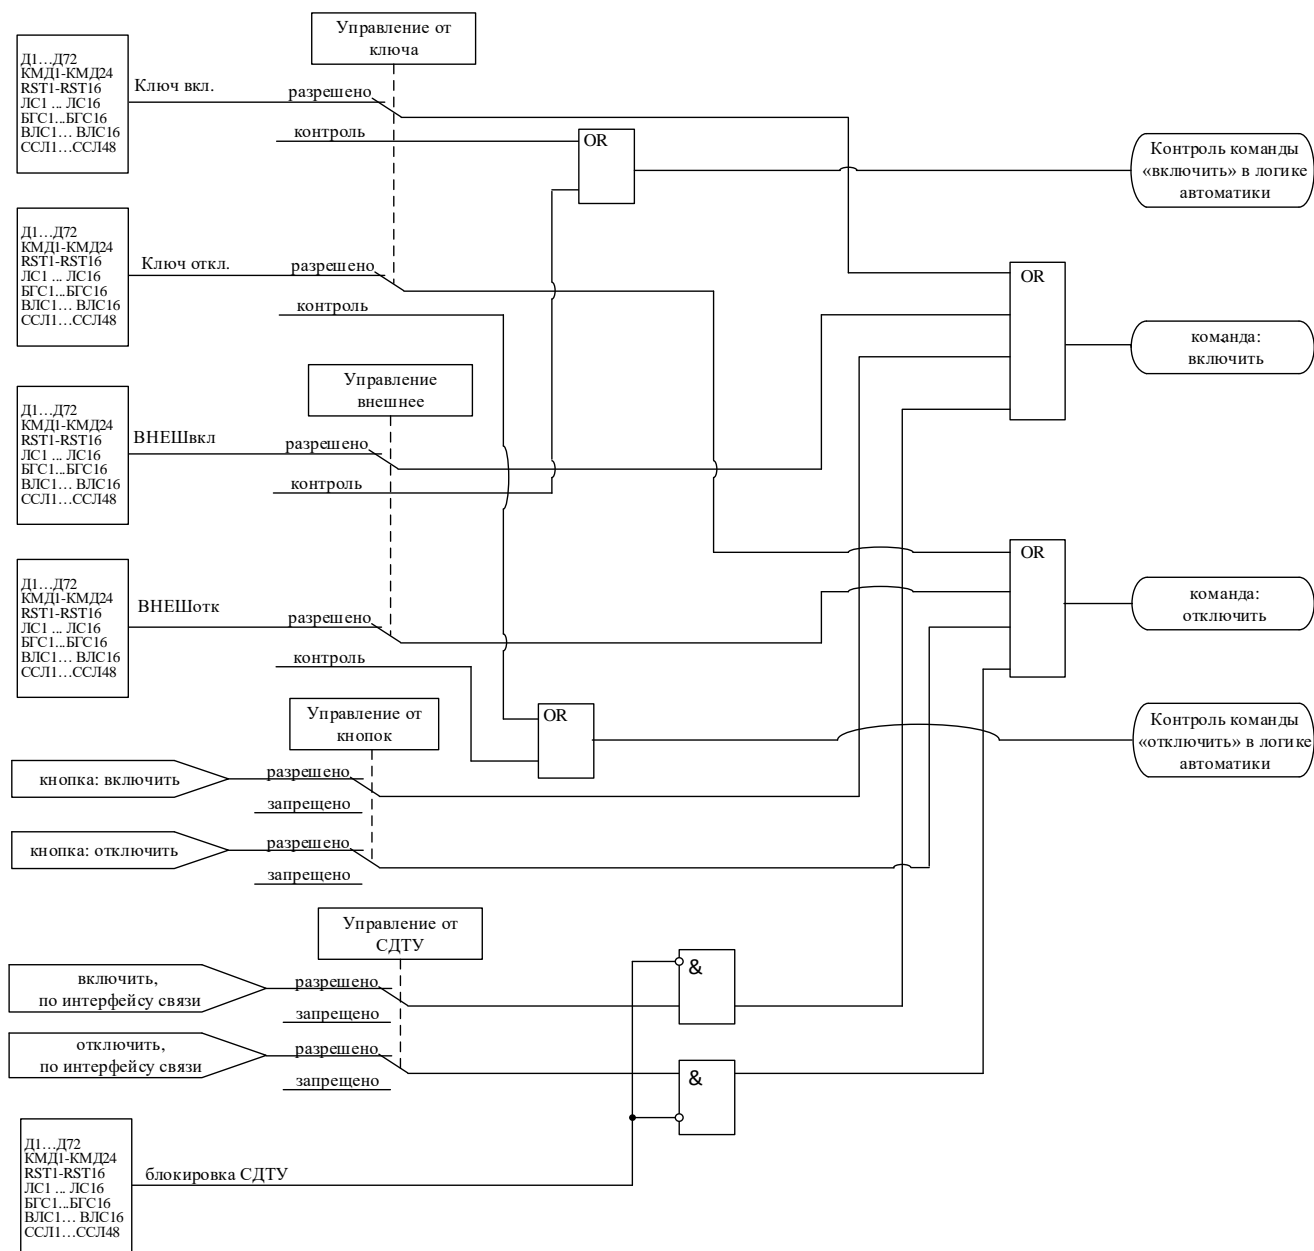 Управление от
ключа
Д1…Д72
КМД1-КМД24
RST1-RST16
ЛС1 ... ЛС16
БГС1...БГС16
ВЛС1… ВЛС16
ССЛ1…ССЛ48
Ключ вкл.
разрешено
контроль
OR
Контроль команды
«включить» в логике
автоматики
Д1…Д72
КМД1-КМД24
RST1-RST16
ЛС1 ... ЛС16
БГС1...БГС16
ВЛС1… ВЛС16
ССЛ1…ССЛ48
Ключ откл.
разрешено
контроль
OR
команда:
включить
Управление
внешнее
Д1…Д72
КМД1-КМД24
RST1-RST16
ЛС1 ... ЛС16
БГС1...БГС16
ВЛС1… ВЛС16
ССЛ1…ССЛ48
ВНЕШвкл
разрешено
контроль
OR
команда:
отключить
Д1…Д72
КМД1-КМД24
RST1-RST16
ЛС1 ... ЛС16
БГС1...БГС16
ВЛС1… ВЛС16
ССЛ1…ССЛ48
ВНЕШотк
разрешено
контроль
OR
Контроль команды
«отключить» в логике
автоматики
Управление от
кнопок
кнопка: включить
разрешено
запрещено
кнопка: отключить
разрешено
запрещено
Управление от
СДТУ
включить,
по интерфейсу связи
разрешено
запрещено
&
отключить,
по интерфейсу связи
разрешено
запрещено
&
Д1…Д72
КМД1-КМД24
RST1-RST16
ЛС1 ... ЛС16
БГС1...БГС16
ВЛС1… ВЛС16
ССЛ1…ССЛ48
блокировка СДТУ